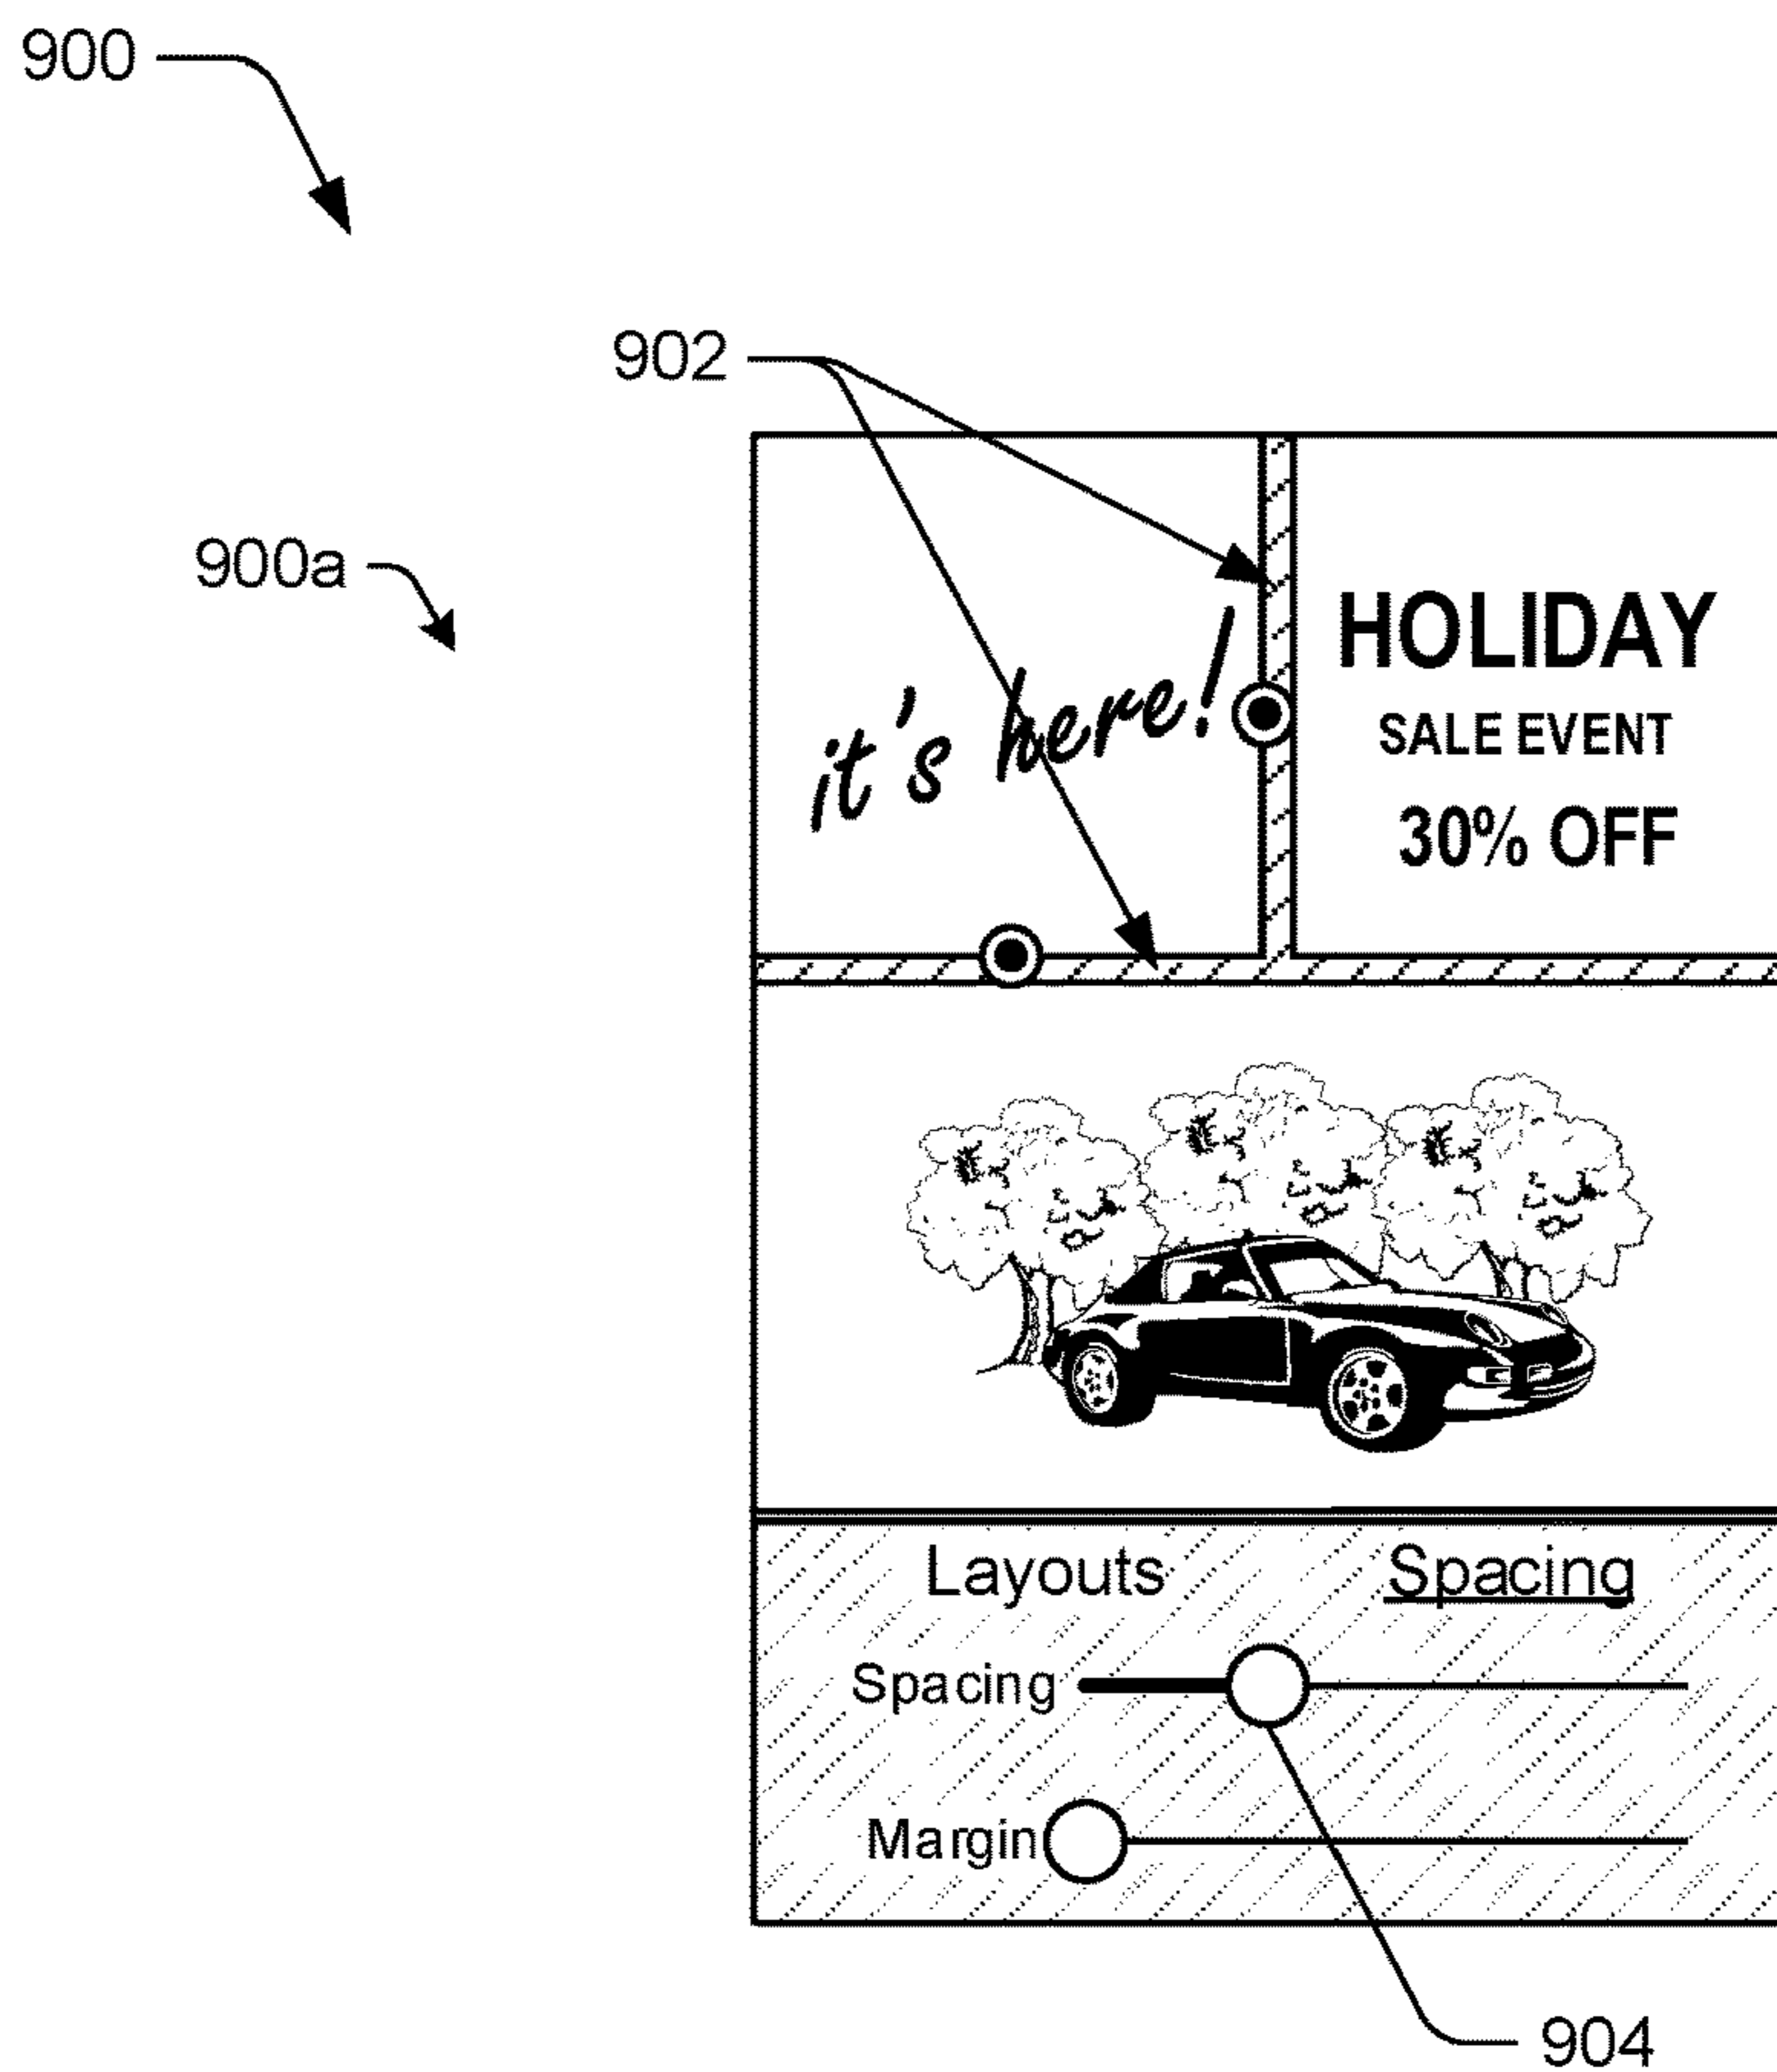 900
902
900a
it's here!
HOLIDAY
SALE EVENT
30% OFF
Layouts
Spacing
Spacing
Margin
904